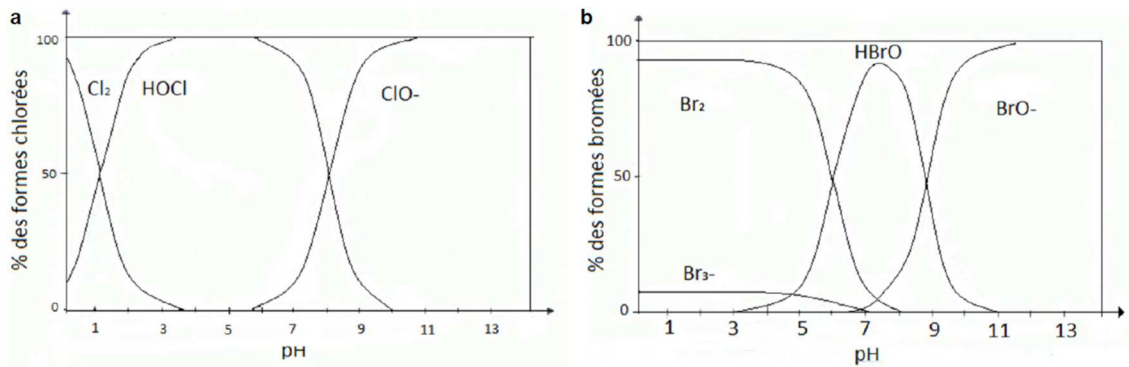 a
% des formes chlorées
100
50
0
Cl₂
HOCl
ClO-
1 3 5 7 9 11 13
pH
b
% des formes bromées
100
50
0
Br₂
HBrO
BrO-
Br₃-
1 3 5 7 9 11 13
pH